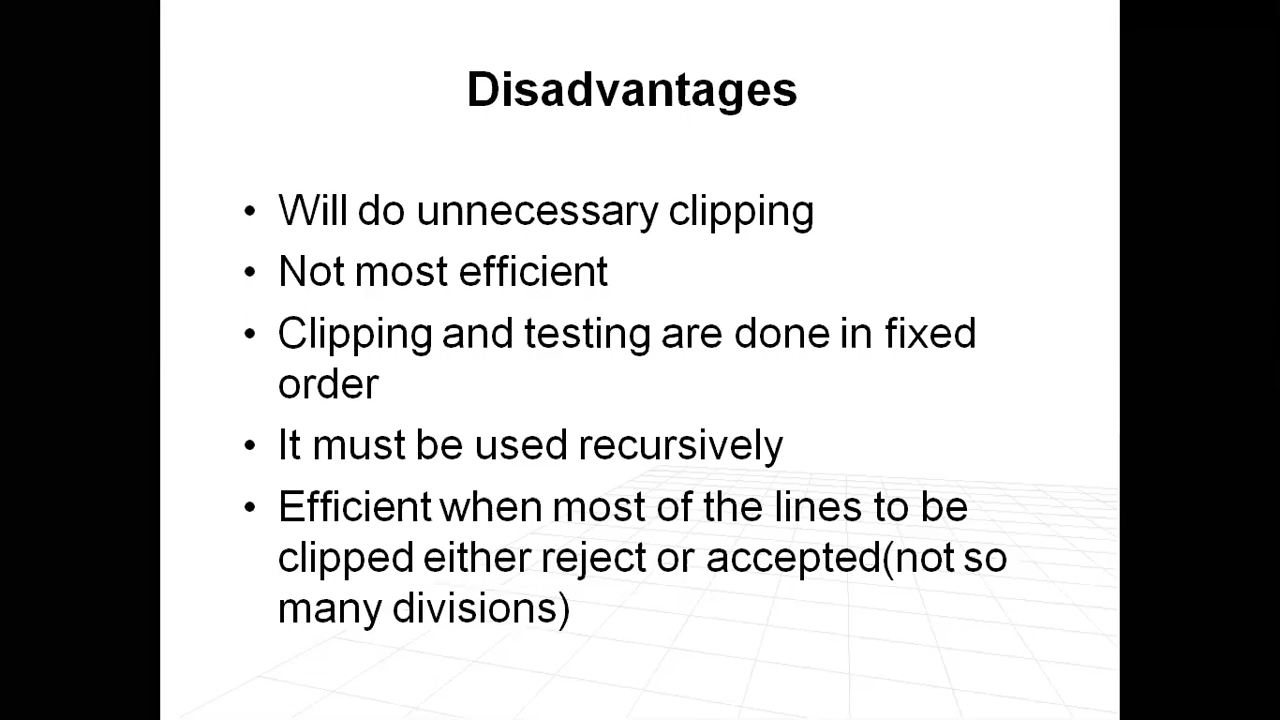 Disadvantages
• Will do unnecessary clipping
• Not most efficient
• Clipping and testing are done in fixed
order
• It must be used recursively
• Efficient when most of the lines to be
clipped either reject or accepted(not so
many divisions)